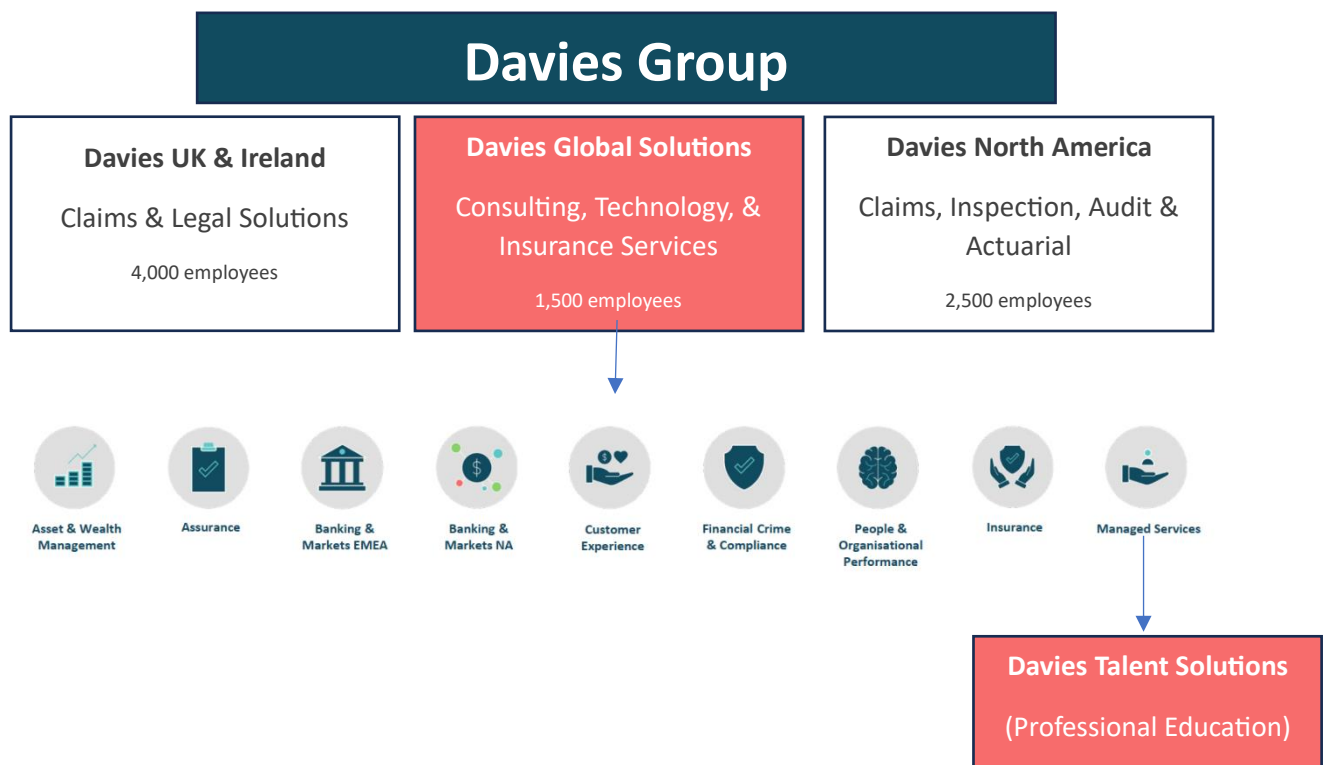 Davies Group
Davies UK & Ireland
Claims & Legal Solutions
4,000 employees
Davies Global Solutions
Consulting, Technology, &
Insurance Services
1,500 employees
Davies North America
Claims, Inspection, Audit &
Actuarial
2,500 employees
$
$
Asset & Wealth
Management
Assurance
Banking &
Markets EMEA
Banking &
Markets NA
Customer
Experience
Financial Crime
& Compliance
People &
Organisational
Performance
Insurance
Managed Services
Davies Talent Solutions
(Professional Education)